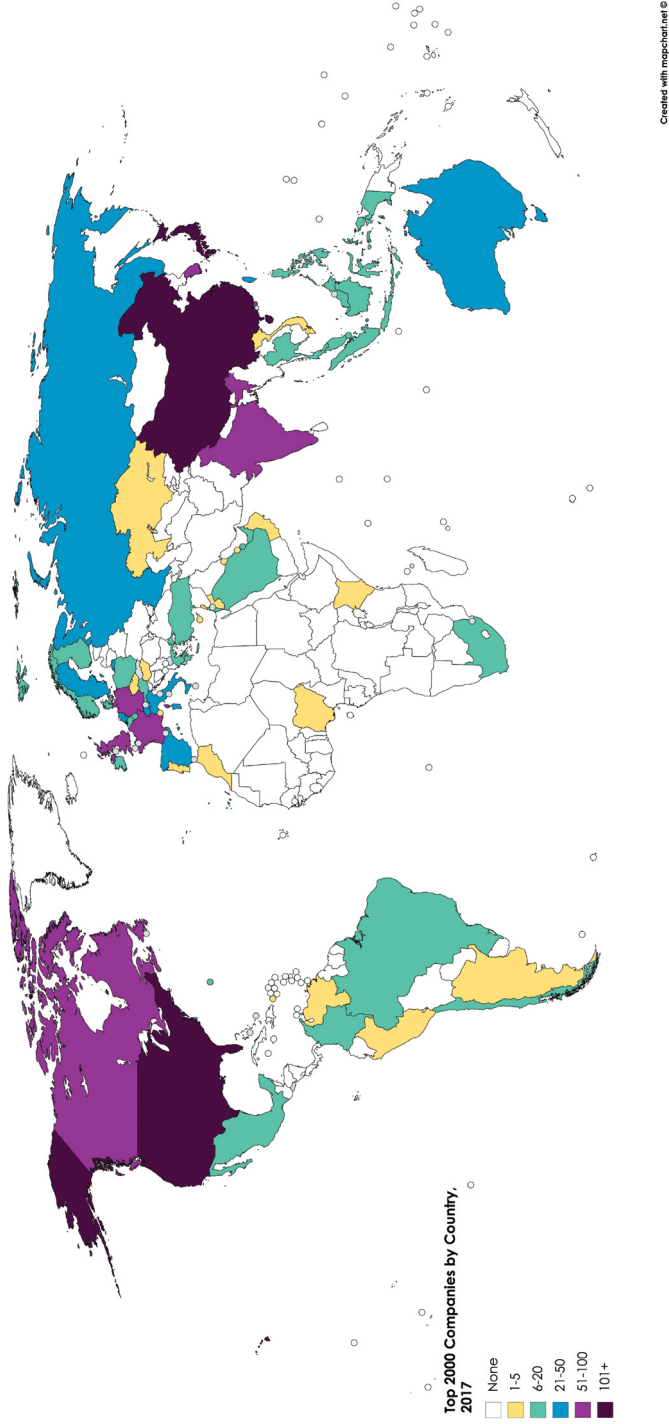 Top 2000 Companies by Country,
2017
None
1-5
6-20
21-50
51-100
101+
Created with mapchart.net ©